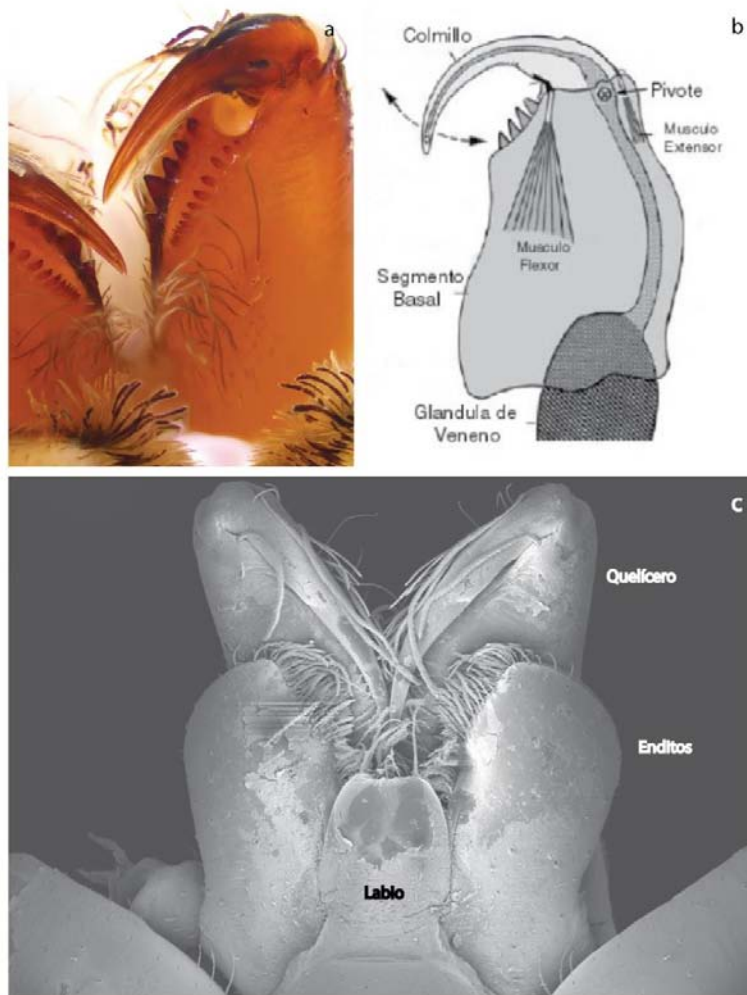 a
b
Colmillo
Pivote
Musculo
Extensor
Musculo
Flexor
Segmento
Basal
Glandula de
Veneno
c
Quelícero
Enditos
Labio